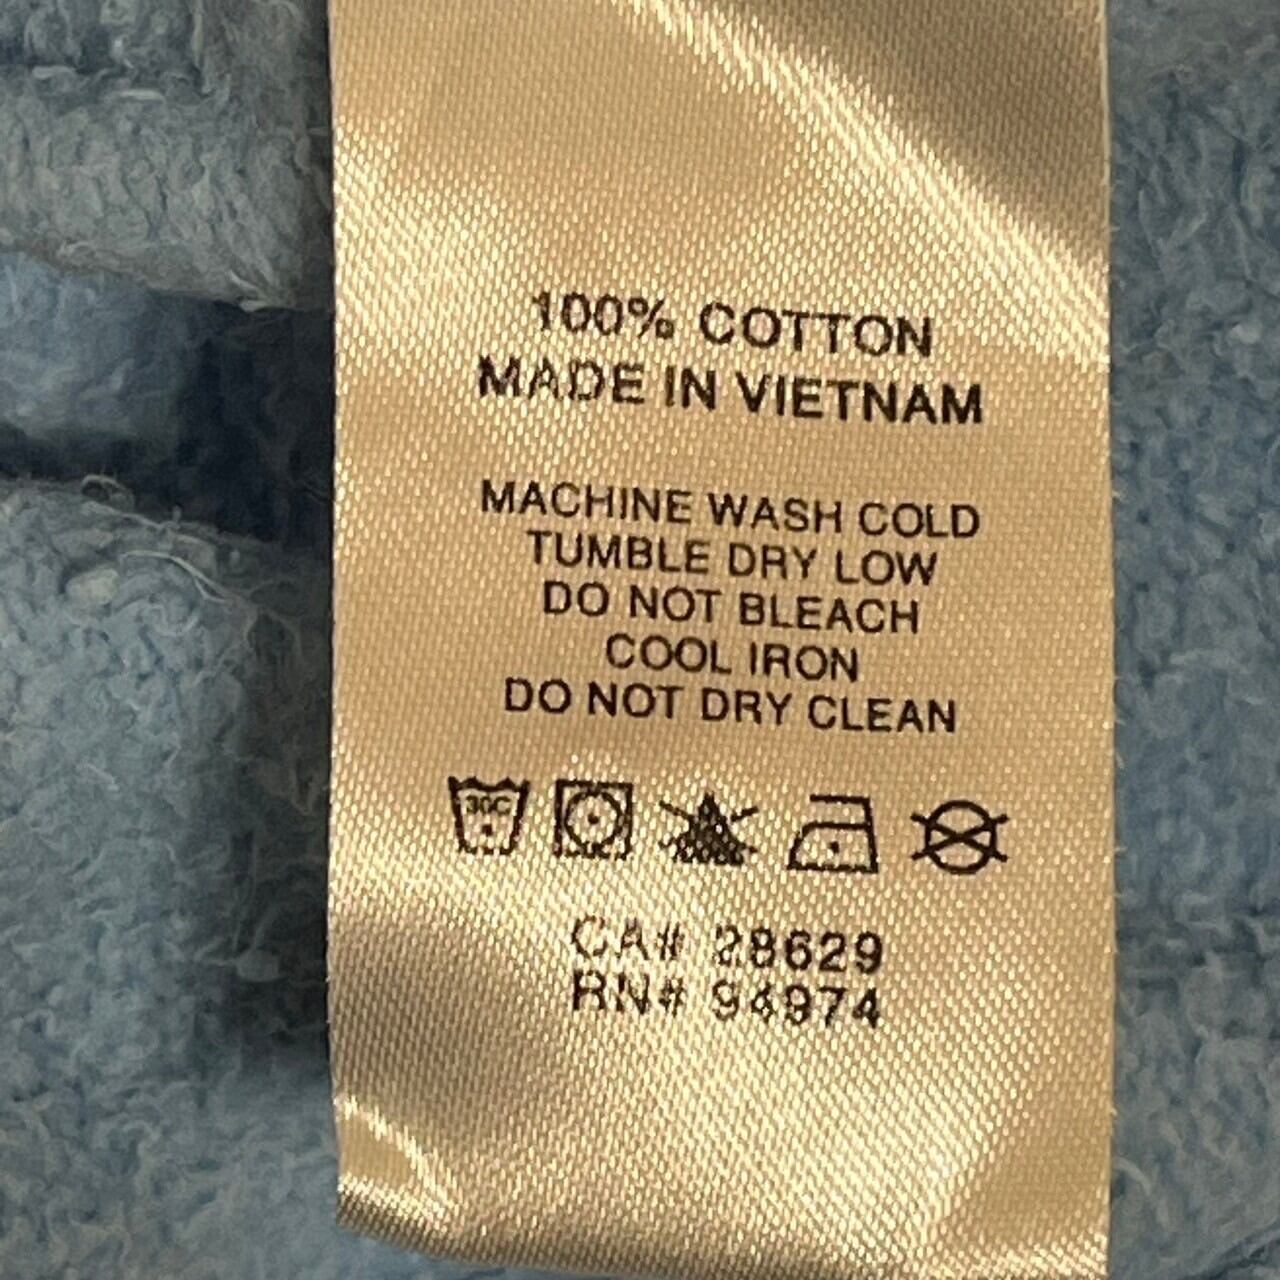 100% COTTON
MADE IN VIETNAM
MACHINE WASH COLD
TUMBLE DRY LOW
DO NOT BLEACH
COOL IRON
DO NOT DRY CLEAN
30C
CA# 28629
RN# 94974